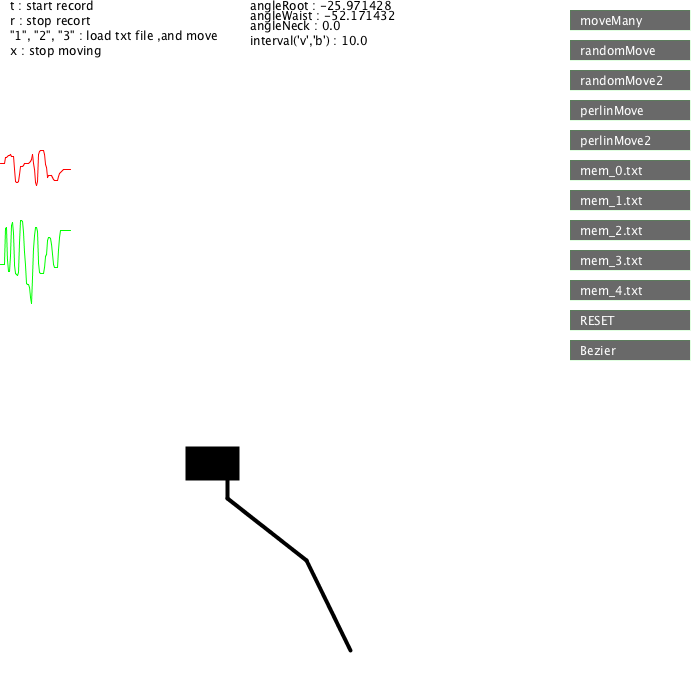 t : start record
r : stop recort
"1", "2", "3" : load txt file ,and move
x : stop moving
angleRoot : -25.971428
angleWaist : -52.171432
angleNeck : 0.0
interval('v','b') : 10.0
moveMany
randomMove
randomMove2
perlinMove
perlinMove2
mem_0.txt
mem_1.txt
mem_2.txt
mem_3.txt
mem_4.txt
RESET
Bezier